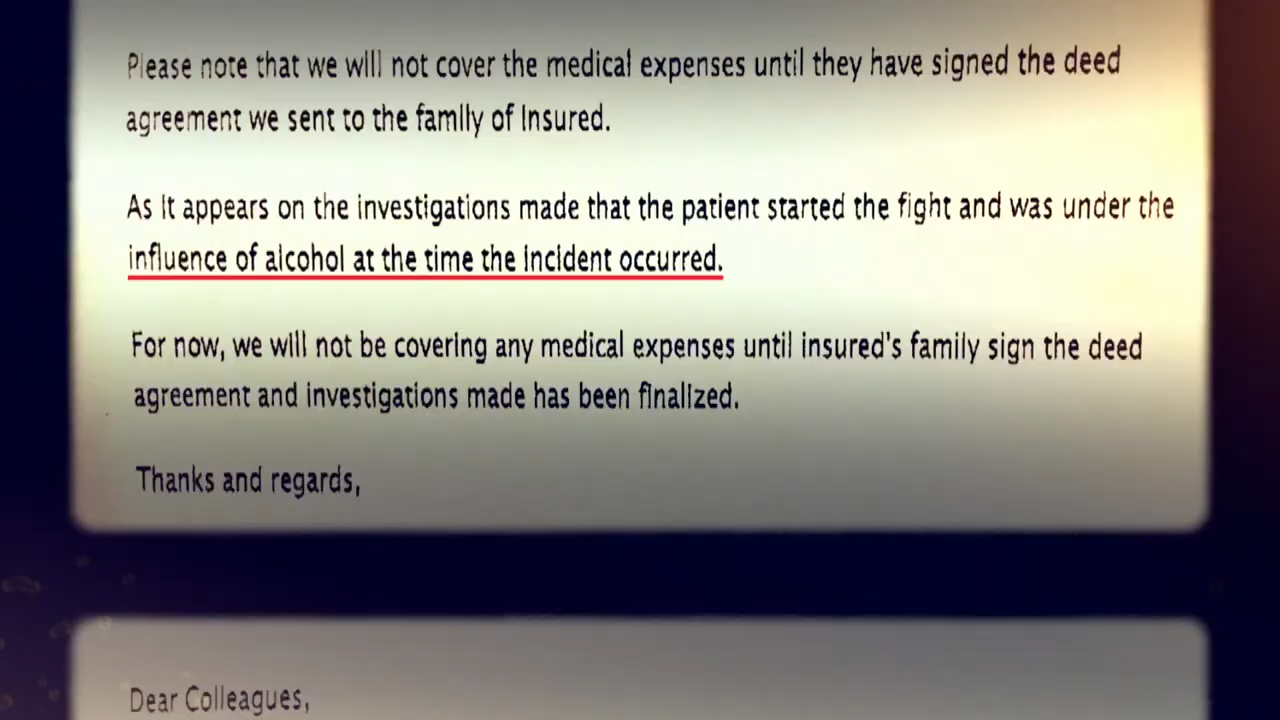 Please note that we will not cover the medical expenses until they have signed the deed
agreement we sent to the family of Insured.
As it appears on the investigations made that the patient started the fight and was under the
influence of alcohol at the time the incident occurred.
For now, we will not be covering any medical expenses until insured's family sign the deed
agreement and investigations made has been finalized.
Thanks and regards,
Dear Colleagues,